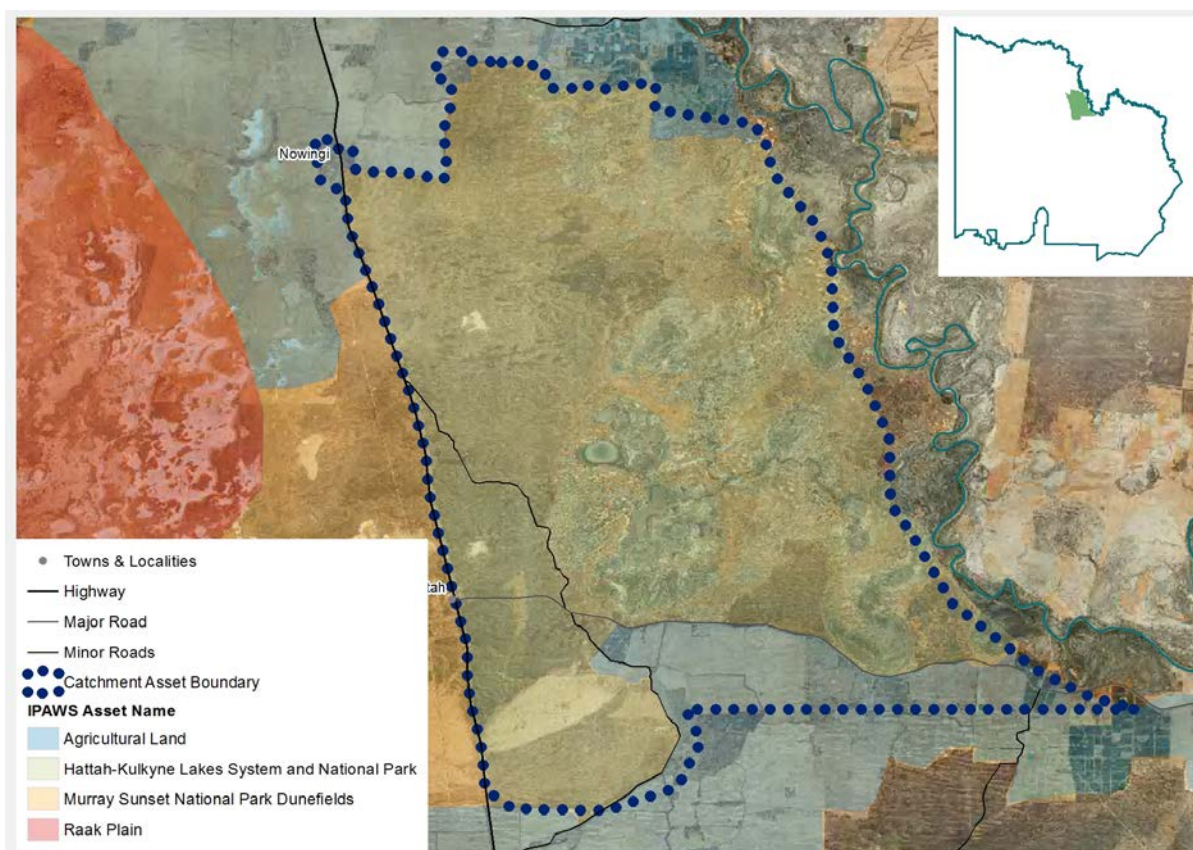 Nowingi
tah
Towns & Localities
Highway
Major Road
Minor Roads
Catchment Asset Boundary
IPAWS Asset Name
Agricultural Land
Hattah-Kulkyne Lakes System and National Park
Murray Sunset National Park Dunefields
Raak Plain